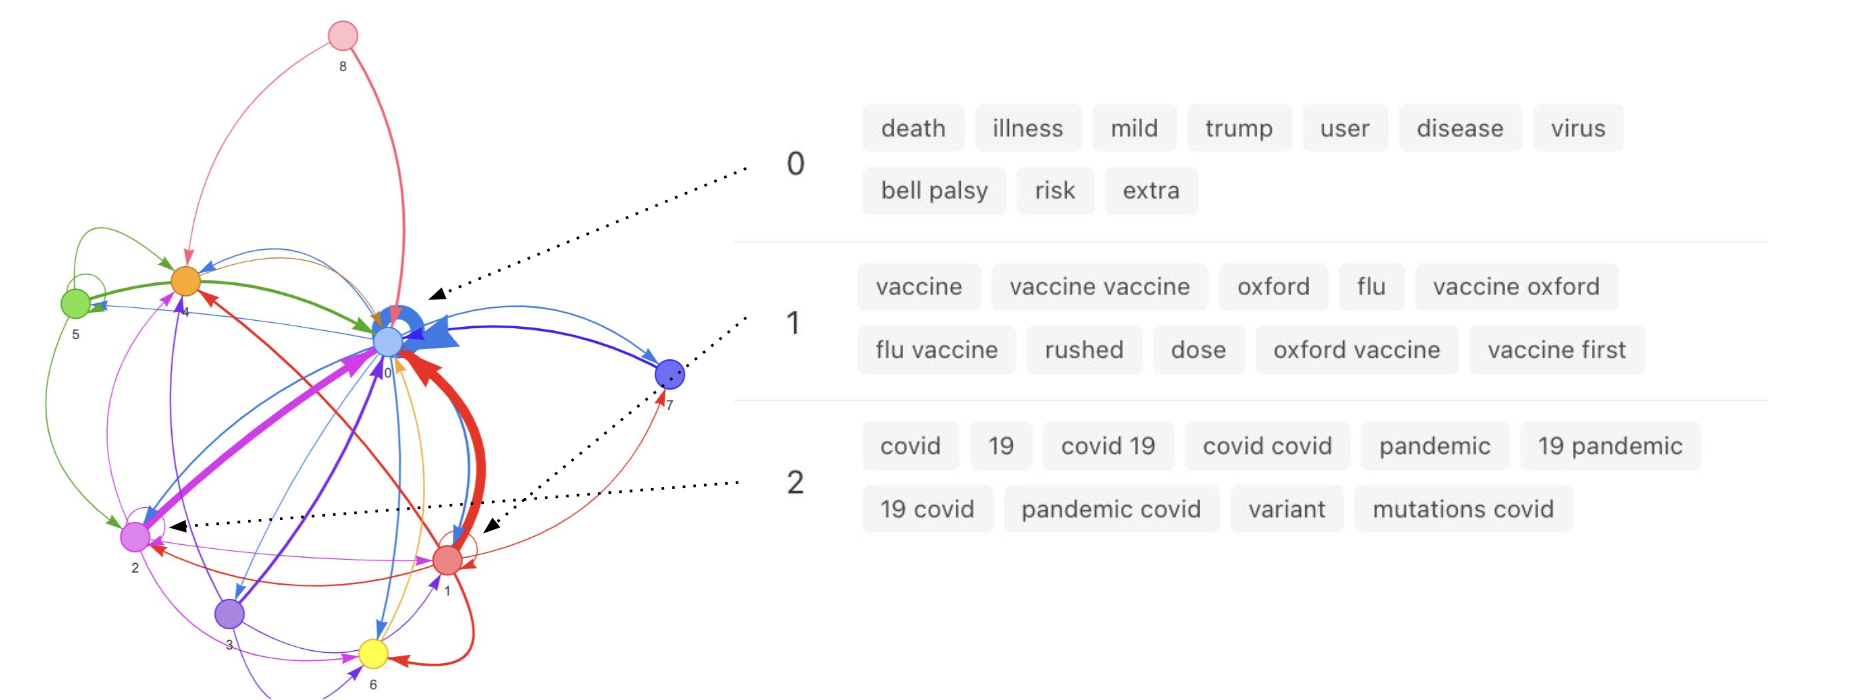 8
5
4
0
7
2
1
3
6
0
death illness mild trump user disease virus
bell palsy risk extra
1
vaccine vaccine vaccine oxford flu vaccine oxford
flu vaccine rushed dose oxford vaccine vaccine first
2
covid 19 covid 19 covid covid pandemic 19 pandemic
19 covid pandemic covid variant mutations covid